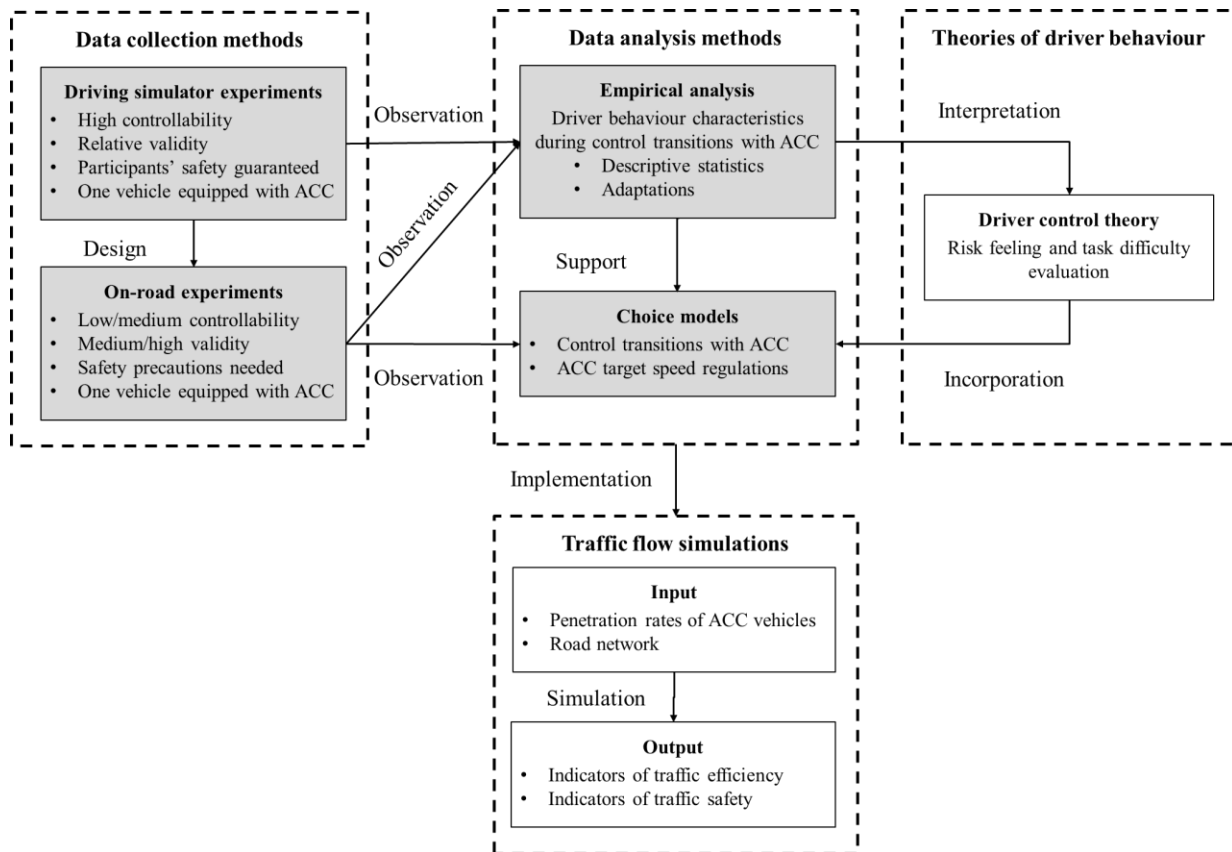 Data collection methods
Driving simulator experiments
• High controllability
• Relative validity
• Participants' safety guaranteed
• One vehicle equipped with ACC
Design
On-road experiments
• Low/medium controllability
• Medium/high validity
• Safety precautions needed
• One vehicle equipped with ACC
Observation
Observation
Observation
Data analysis methods
Empirical analysis
Driver behaviour characteristics
during control transitions with ACC
• Descriptive statistics
• Adaptations
Support
Choice models
• Control transitions with ACC
• ACC target speed regulations
Theories of driver behaviour
Interpretation
Driver control theory
Risk feeling and task difficulty
evaluation
Incorporation
Implementation
Traffic flow simulations
Input
• Penetration rates of ACC vehicles
• Road network
Simulation
Output
• Indicators of traffic efficiency
• Indicators of traffic safety